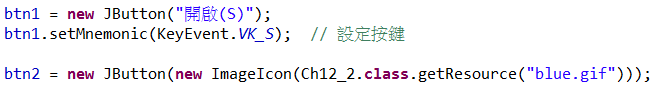 btn1 = new JButton("開啟(S)");
btn1.setMnemonic(KeyEvent.VK_S);  // 設定按鍵
btn2 = new JButton(new ImageIcon(Ch12_2.class.getResource("blue.gif")));